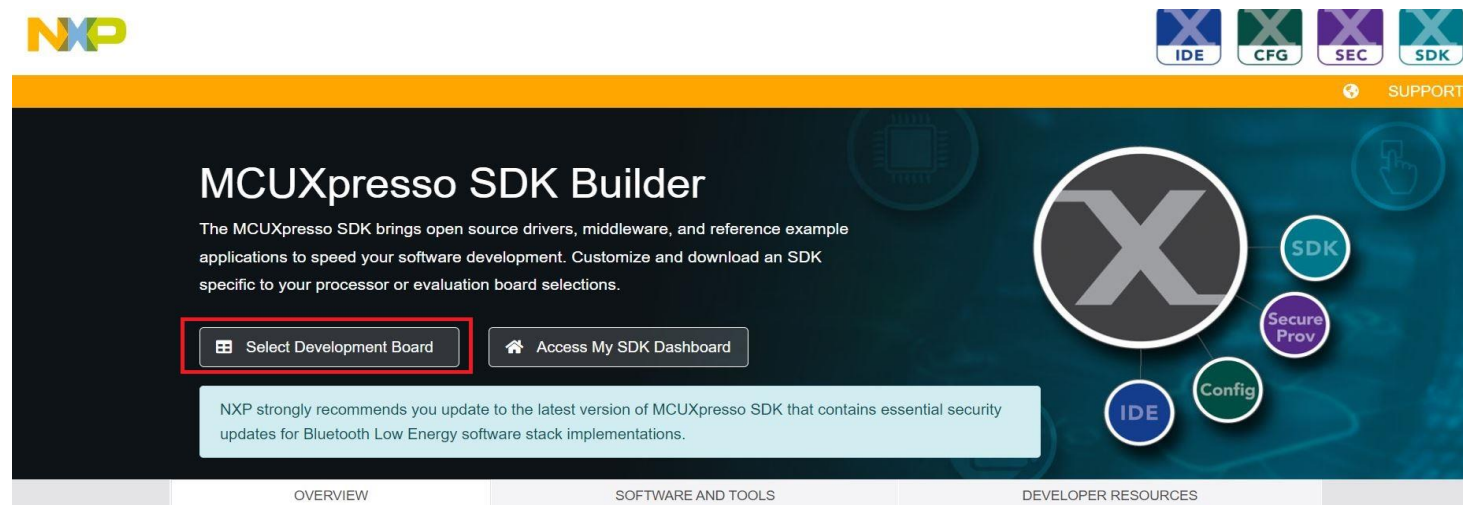 NXP
IDE
CFG
SEC
SDK
SUPPORT
MCUXpresso SDK Builder
The MCUXpresso SDK brings open source drivers, middleware, and reference example
applications to speed your software development. Customize and download an SDK
specific to your processor or evaluation board selections.
Select Development Board
Access My SDK Dashboard
NXP strongly recommends you update to the latest version of MCUXpresso SDK that contains essential security
updates for Bluetooth Low Energy software stack implementations.
X
SDK
Secure
Prov
Config
IDE
OVERVIEW
SOFTWARE AND TOOLS
DEVELOPER RESOURCES